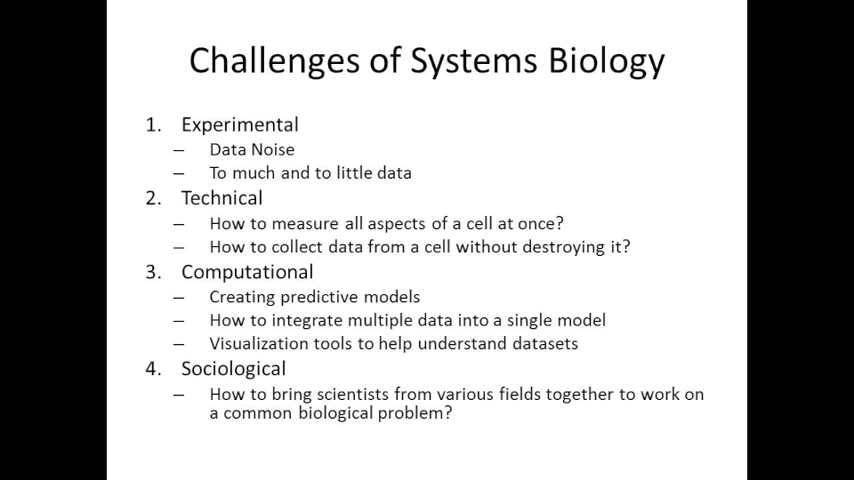 Challenges of Systems Biology
1. Experimental
– Data Noise
– To much and to little data
2. Technical
– How to measure all aspects of a cell at once?
– How to collect data from a cell without destroying it?
3. Computational
– Creating predictive models
– How to integrate multiple data into a single model
– Visualization tools to help understand datasets
4. Sociological
– How to bring scientists from various fields together to work on
a common biological problem?